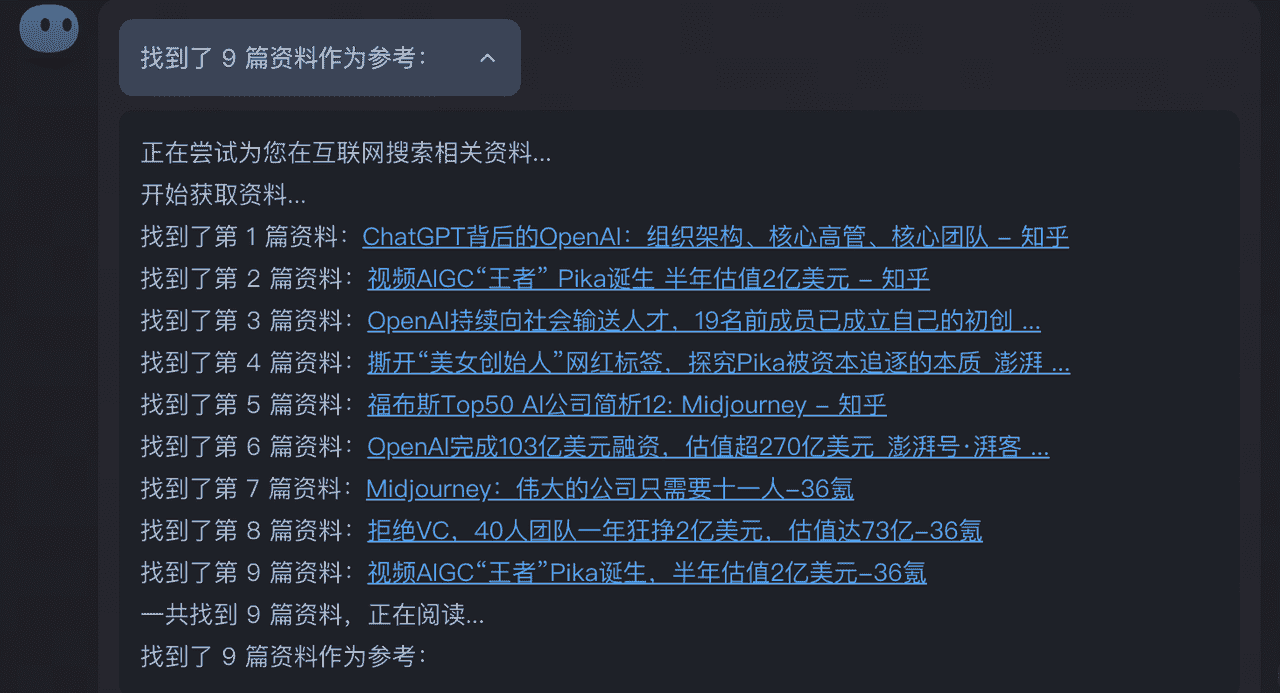 找到了 9 篇资料作为参考：
正在尝试为您在互联网搜索相关资料...
开始获取资料...
找到了第 1 篇资料：ChatGPT背后的OpenAI：组织架构、核心高管、核心团队 - 知乎
找到了第 2 篇资料：视频AIGC“王者” Pika诞生 半年估值2亿美元 - 知乎
找到了第 3 篇资料：OpenAI持续向社会输送人才，19名前成员已成立自己的初创 ...
找到了第 4 篇资料：撕开“美女创始人”网红标签，探究Pika被资本追逐的本质_澎湃 ...
找到了第 5 篇资料：福布斯Top50 AI公司简析12: Midjourney - 知乎
找到了第 6 篇资料：OpenAI完成103亿美元融资，估值超270亿美元_澎湃号·湃客 ...
找到了第 7 篇资料：Midjourney：伟大的公司只需要十一人-36氪
找到了第 8 篇资料：拒绝VC，40人团队一年狂挣2亿美元，估值达73亿-36氪
找到了第 9 篇资料：视频AIGC“王者”Pika诞生，半年估值2亿美元-36氪
一共找到 9 篇资料，正在阅读...
找到了 9 篇资料作为参考：